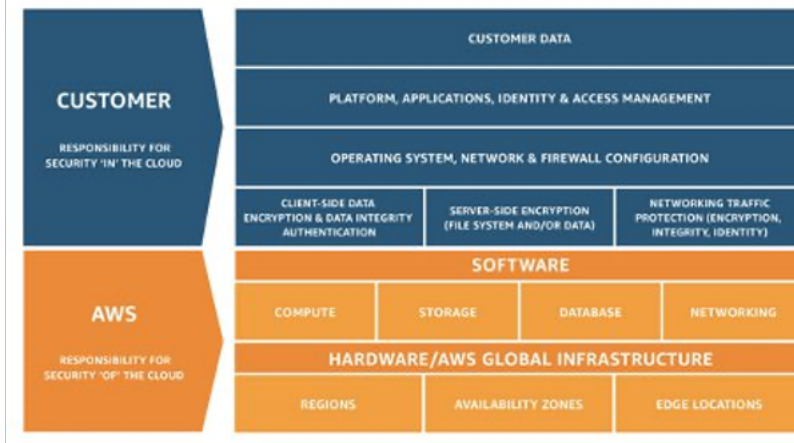 CUSTOMER
RESPONSIBILITY FOR
SECURITY 'IN' THE CLOUD
CUSTOMER DATA
PLATFORM, APPLICATIONS, IDENTITY & ACCESS MANAGEMENT
OPERATING SYSTEM, NETWORK & FIREWALL CONFIGURATION
CLIENT-SIDE DATA
ENCRYPTION & DATA INTEGRITY
AUTHENTICATION
SERVER-SIDE ENCRYPTION
(FILE SYSTEM AND/OR DATA)
NETWORKING TRAFFIC
PROTECTION (ENCRYPTION,
INTEGRITY, IDENTITY)
AWS
RESPONSIBILITY FOR
SECURITY 'OF' THE CLOUD
SOFTWARE
COMPUTE
STORAGE
DATABASE
NETWORKING
HARDWARE/AWS GLOBAL INFRASTRUCTURE
REGIONS
AVAILABILITY ZONES
EDGE LOCATIONS